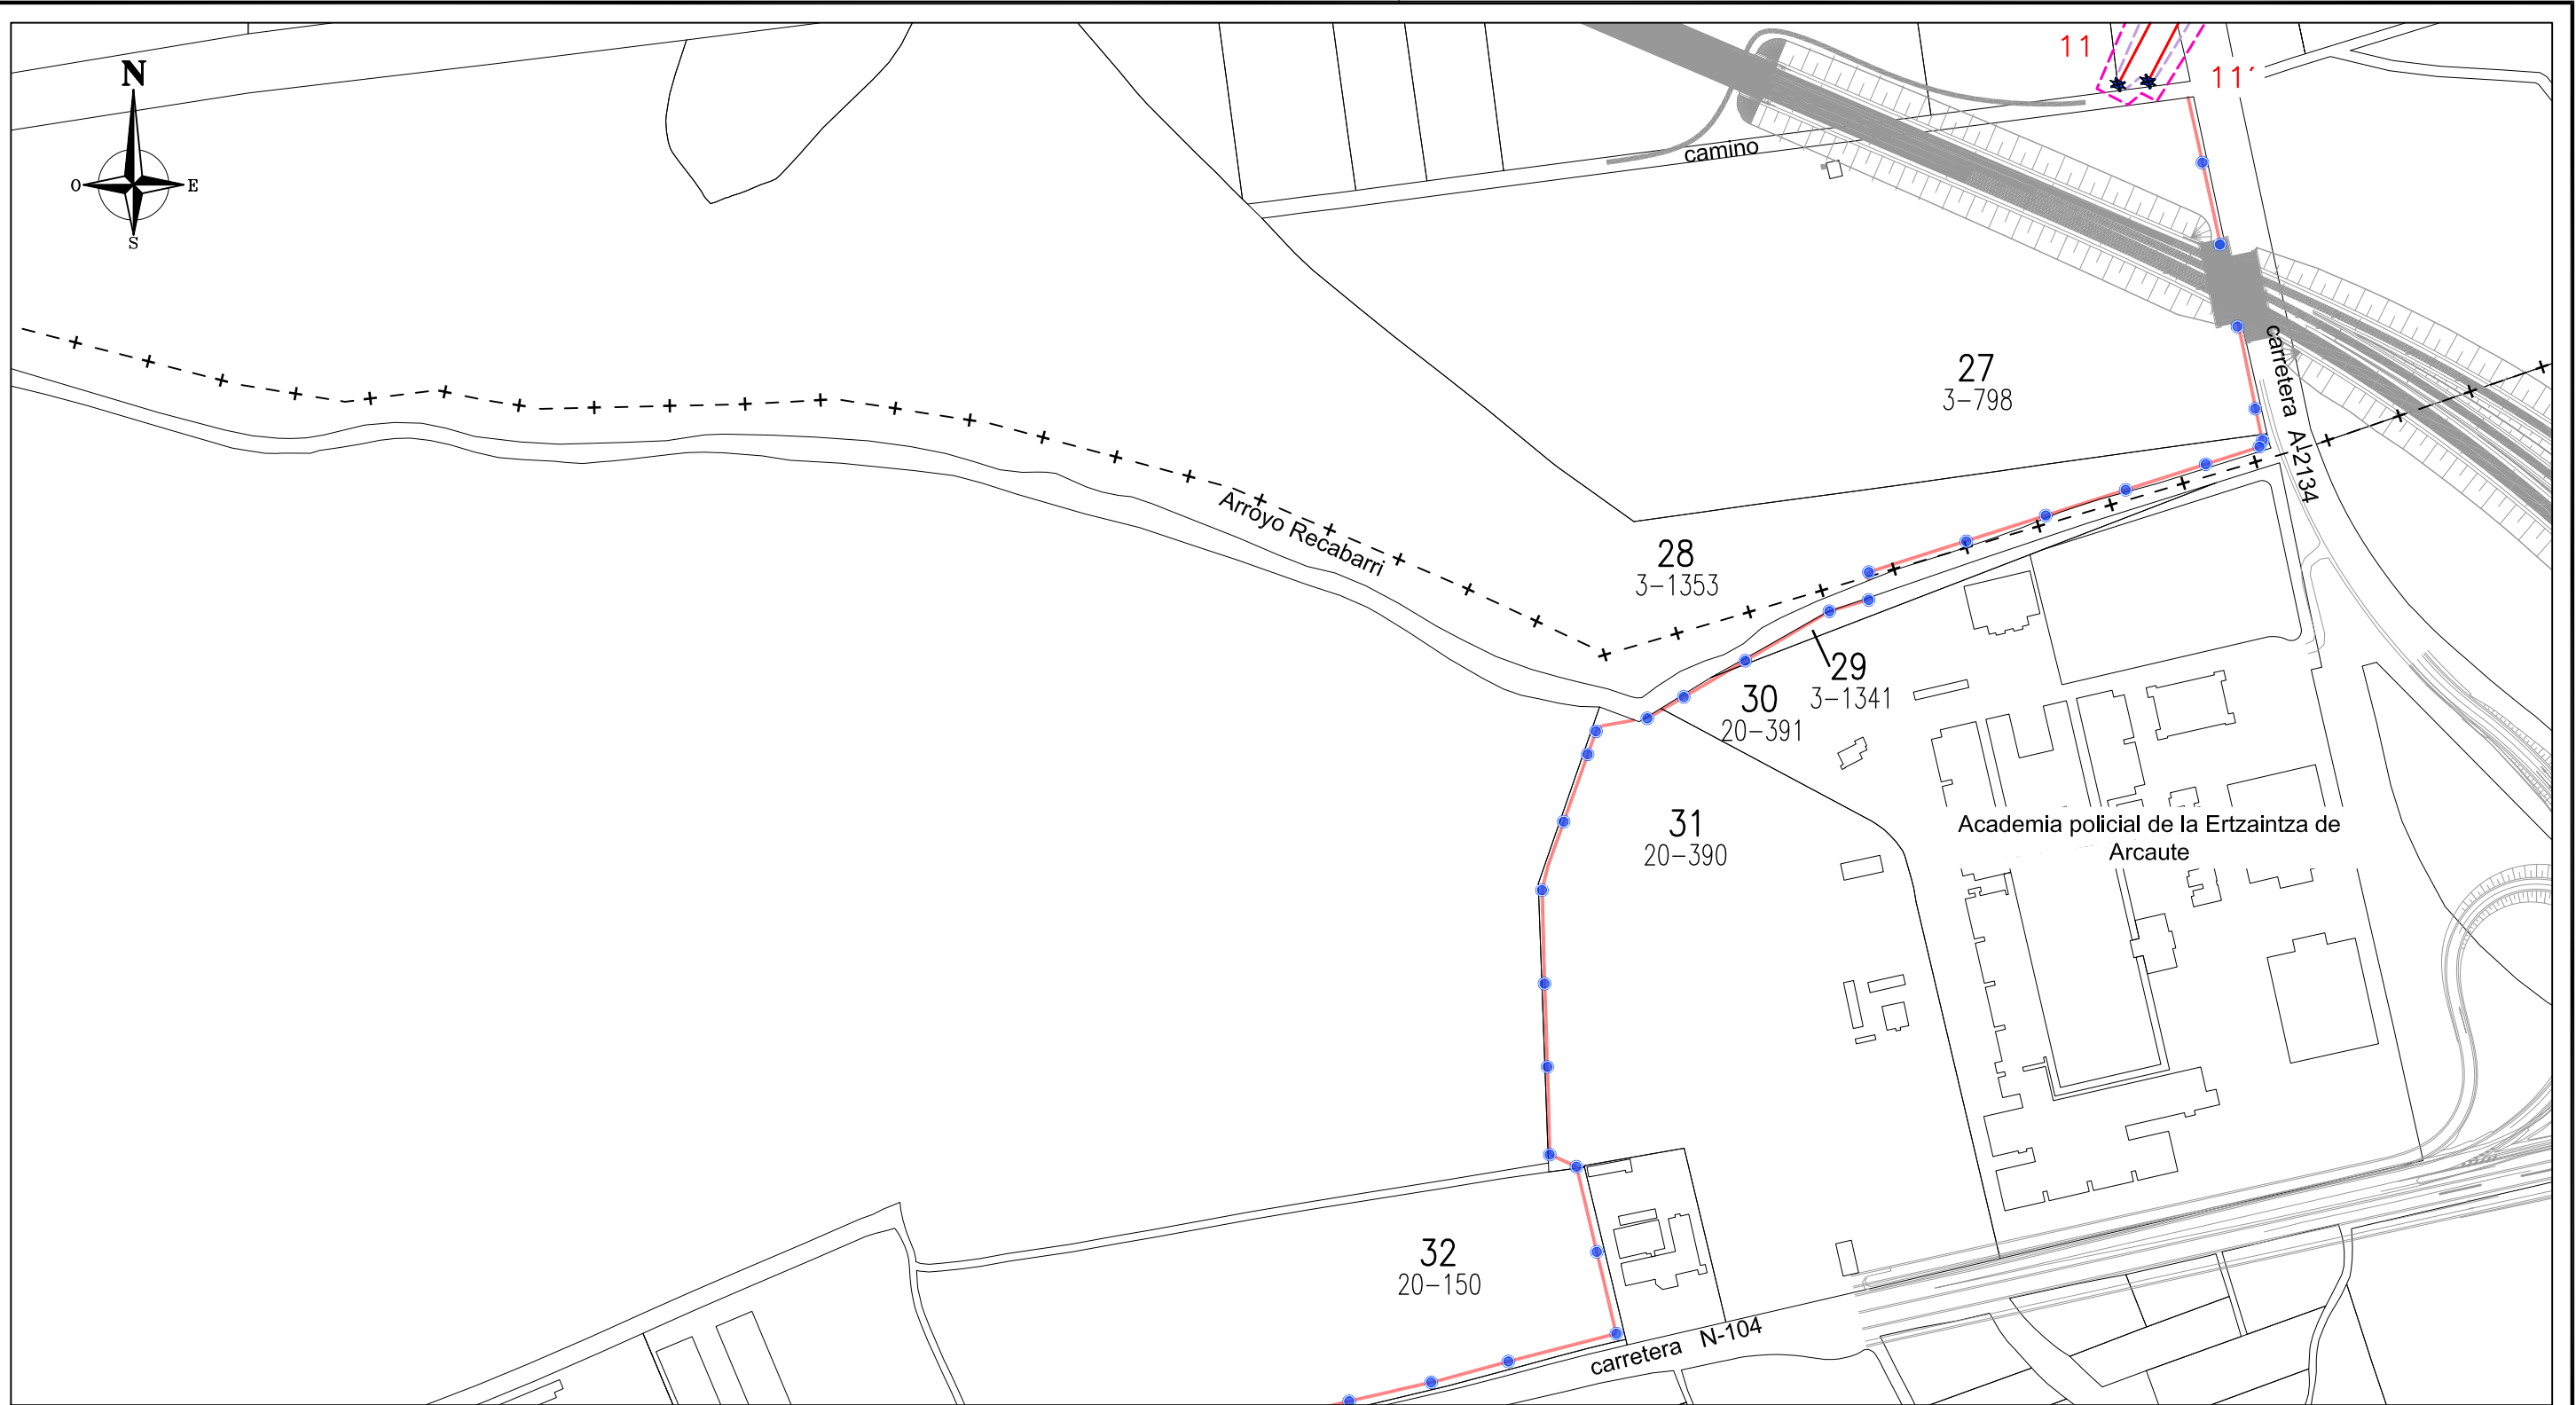 11
11´
N
O
E
S
camino
27
3-798
carretera A-2134
Arroyo Recabarri
28
3-1353
29
3-1341
30
20-391
31
20-390
Academia policial de la Ertzaintza de
Arcaute
32
20-150
carretera N-104